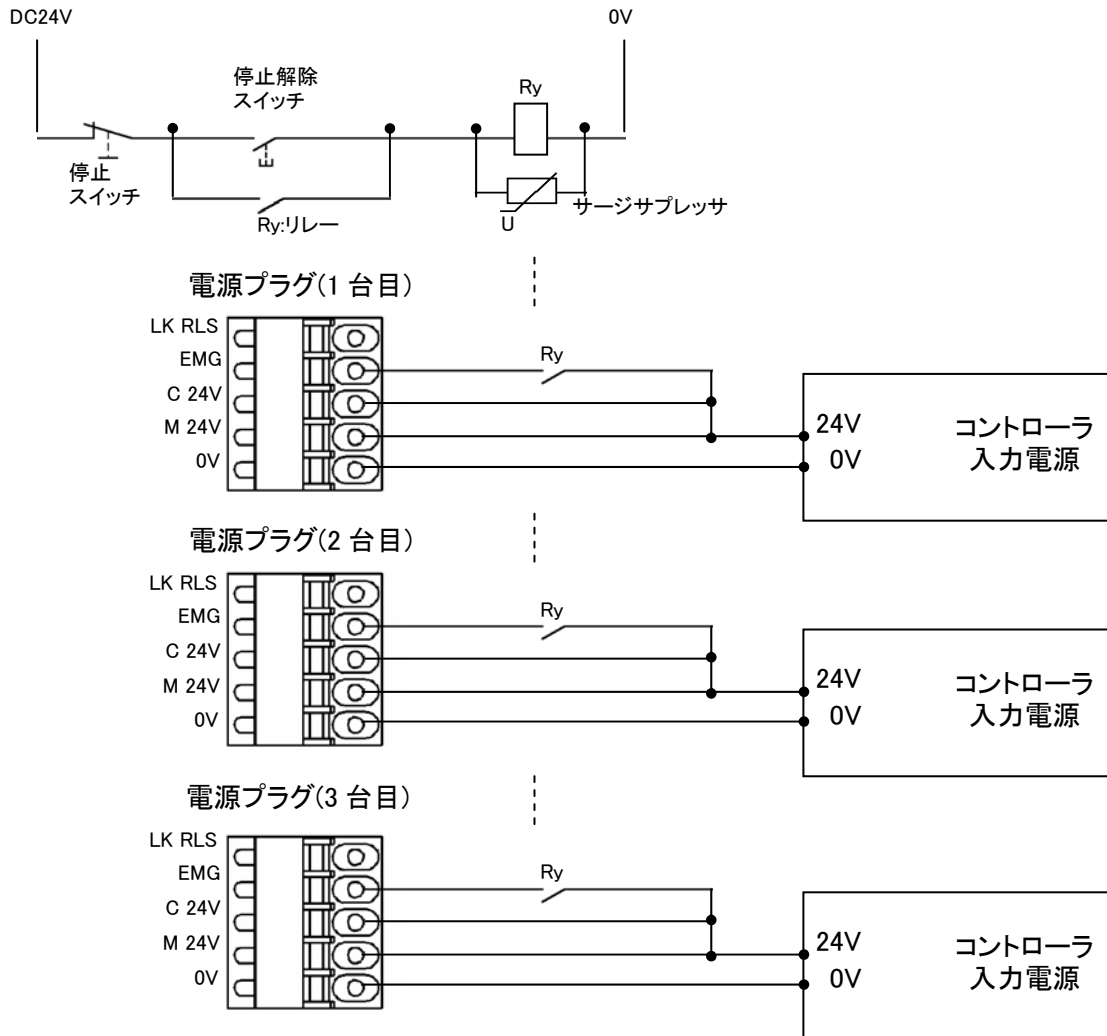 DC24V
0V
停止解除
スイッチ
Ry
停止
スイッチ
Ry:リレー
U
サージサプレッサ
電源プラグ(1 台目)
LK RLS
EMG
C 24V
M 24V
0V
Ry
24V
0V
コントローラ
入力電源
電源プラグ(2 台目)
LK RLS
EMG
C 24V
M 24V
0V
Ry
24V
0V
コントローラ
入力電源
電源プラグ(3 台目)
LK RLS
EMG
C 24V
M 24V
0V
Ry
24V
0V
コントローラ
入力電源